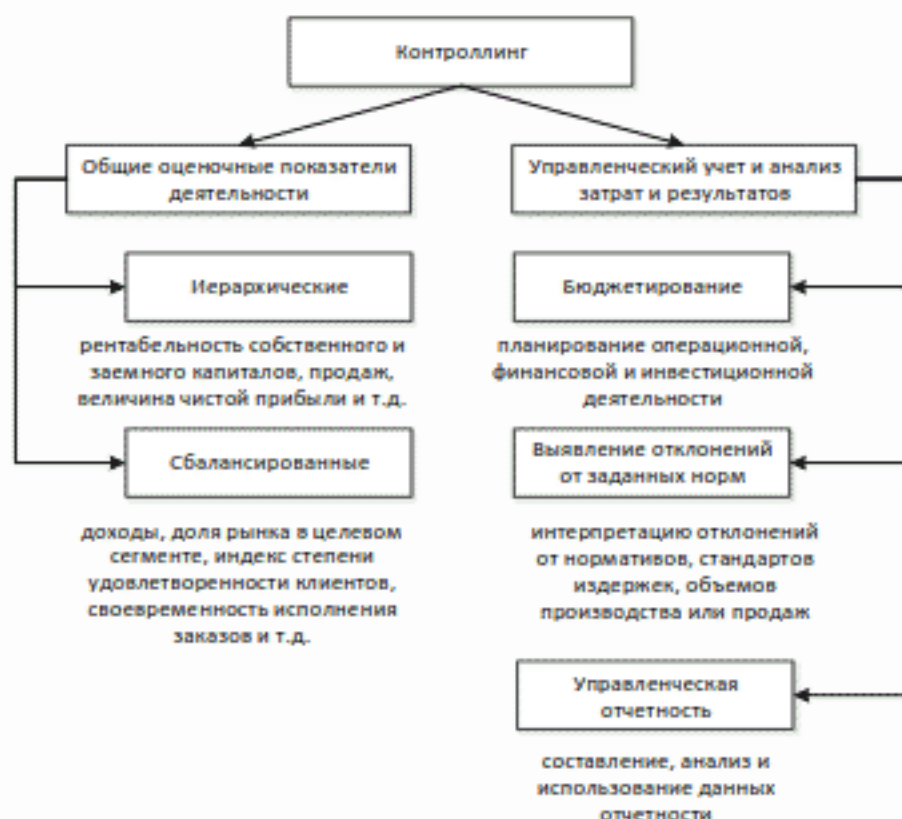 Контроллинг
Общие оценочные показатели
деятельности
Управленческий учет и анализ
затрат и результатов
Иерархические
рентабельность собственного и
заемного капиталов, продаж,
величина чистой прибыли и т.д.
Бюджетирование
планирование операционной,
финансовой и инвестиционной
деятельности
Сбалансированные
доходы, доля рынка в целевом
сегменте, индекс степени
удовлетворенности клиентов,
своевременность исполнения
заказов и т.д.
Выявление отклонений
от заданных норм
интерпретацию отклонений
от нормативов, стандартов
издержек, объемов
производства или продаж
Управленческая
отчетность
составление, анализ и
использование данных
отчетности